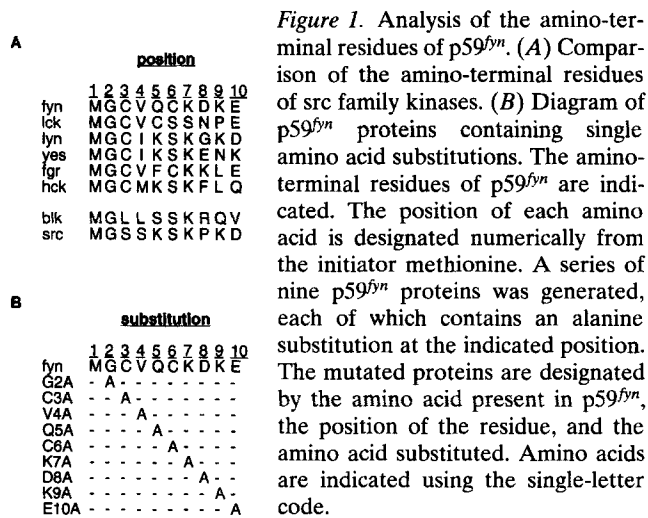 A
position
1 2 3 4 5 6 7 8 9 10
fyn M G C V Q C K D K E
lck M G C V C S S N P E
lyn M G C I K S K G K D
yes M G C I K S K E N K
fgr M G C V F C K K L E
hck M G C M K S K F L Q
blk M G L L S S K R Q V
src M G S S K S K P K D
B
substitution
1 2 3 4 5 6 7 8 9 10
fyn M G C V Q C K D K E
G2A - A - - - - - - - -
C3A - - A - - - - - - -
V4A - - - A - - - - - -
Q5A - - - - A - - - - -
C6A - - - - - A - - - -
K7A - - - - - - A - - -
D8A - - - - - - - A - -
K9A - - - - - - - - A -
E10A - - - - - - - - - A
Figure 1. Analysis of the amino-ter-
minal residues of p59fyn. (A) Compar-
ison of the amino-terminal residues
of src family kinases. (B) Diagram of
p59fyn proteins containing single
amino acid substitutions. The amino-
terminal residues of p59fyn are indi-
cated. The position of each amino
acid is designated numerically from
the initiator methionine. A series of
nine p59fyn proteins was generated,
each of which contains an alanine
substitution at the indicated position.
The mutated proteins are designated
by the amino acid present in p59fyn,
the position of the residue, and the
amino acid substituted. Amino acids
are indicated using the single-letter
code.